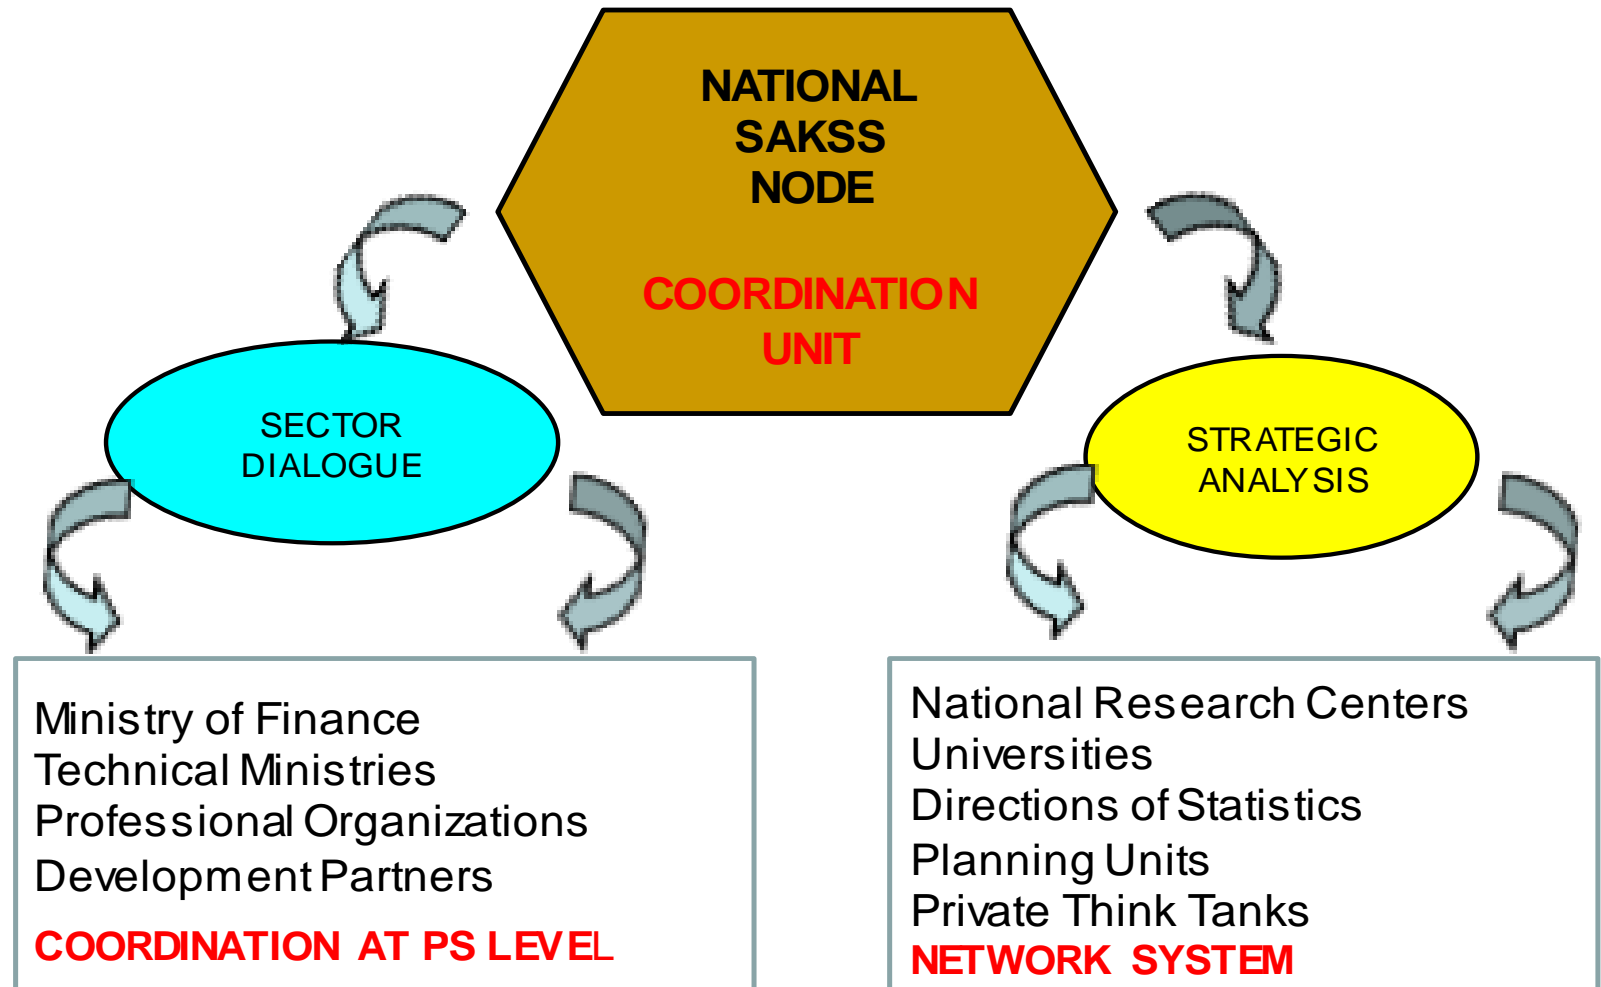 NATIONAL
SAKSS
NODE
COORDINATION
UNIT
SECTOR
DIALOGUE
STRATEGIC
ANALYSIS
Ministry of Finance
Technical Ministries
Professional Organizations
Development Partners
COORDINATION AT PS LEVEL
National Research Centers
Universities
Directions of Statistics
Planning Units
Private Think Tanks
NETWORK SYSTEM